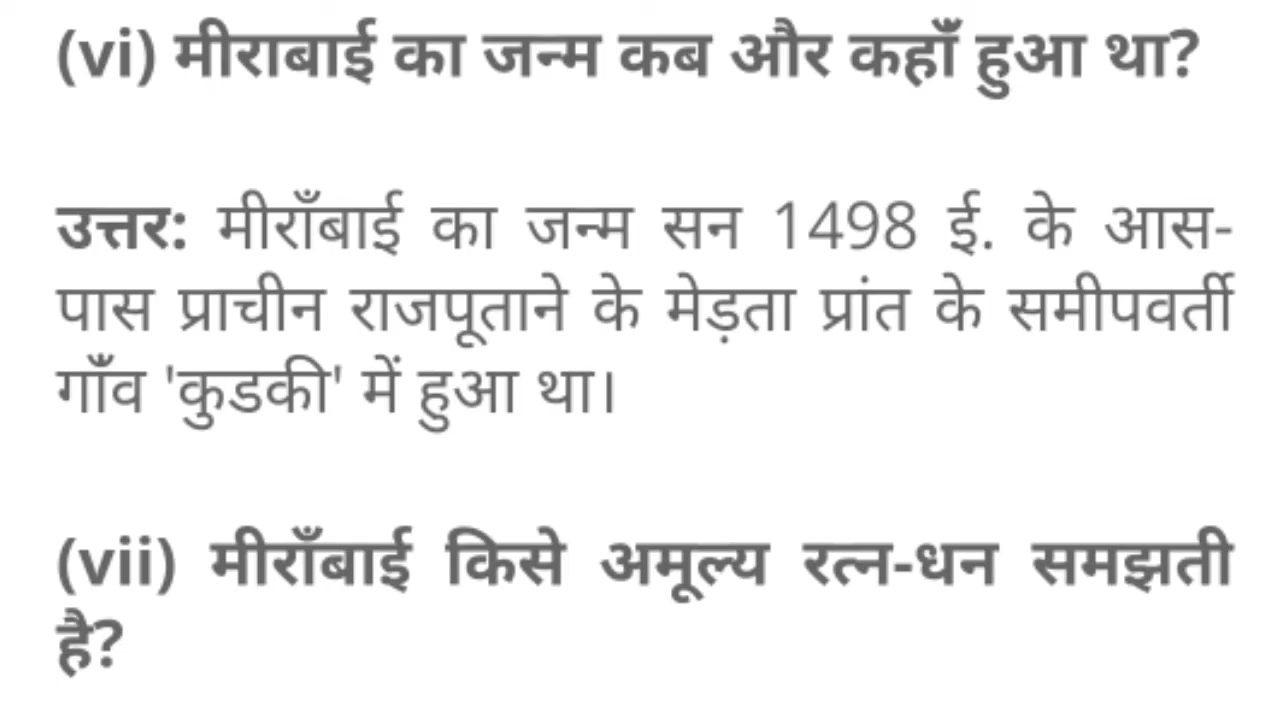 (vi) मीराबाई का जन्म कब और कहाँ हुआ था?
उत्तर: मीराँबाई का जन्म सन 1498 ई. के आस-
पास प्राचीन राजपूताने के मेड़ता प्रांत के समीपवर्ती
गाँव 'कुडकी' में हुआ था।
(vii) मीराँबाई किसे अमूल्य रत्न-धन समझती
है?